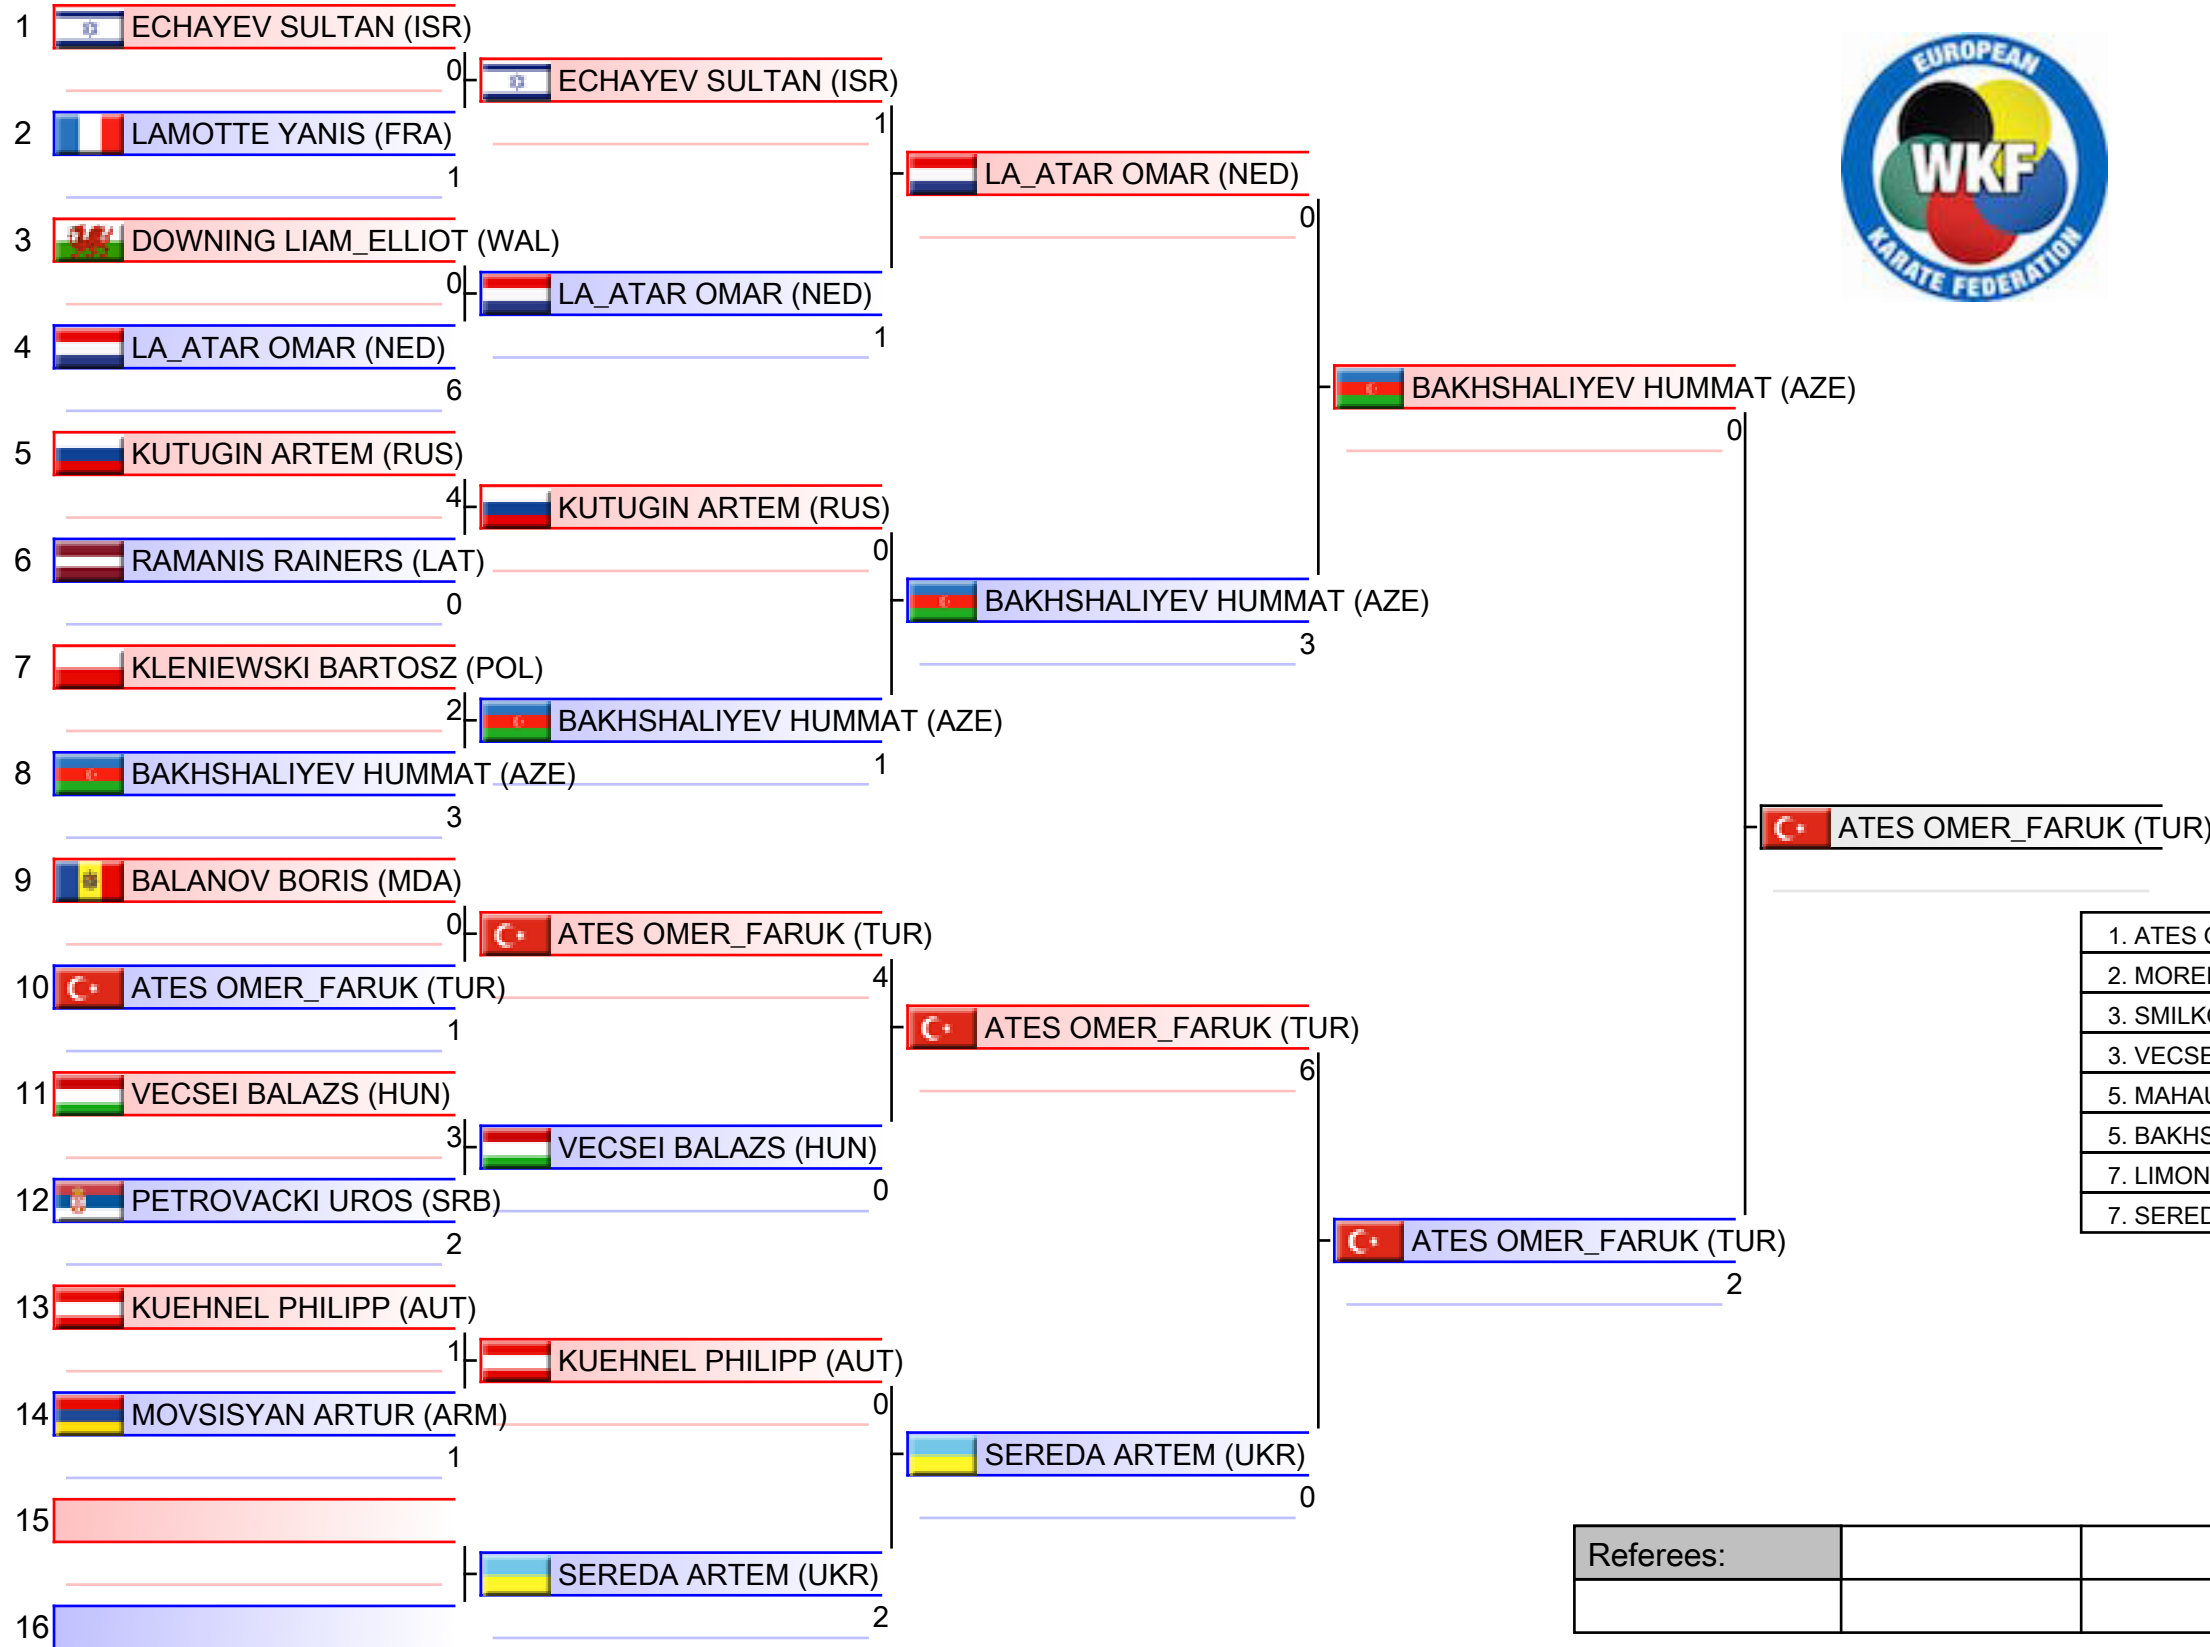 1 ECHAYEV SULTAN (ISR)
0
2 LAMOTTE YANIS (FRA)
1
3 DOWNING LIAM_ELLIOT (WAL)
0
4 LA_ATAR OMAR (NED)
6
5 KUTUGIN ARTEM (RUS)
4
6 RAMANIS RAINERS (LAT)
0
7 KLENIEWSKI BARTOSZ (POL)
2
8 BAKHSHALIYEV HUMMAT (AZE)
3
9 BALANOV BORIS (MDA)
0
10 ATES OMER_FARUK (TUR)
1
11 VECSEI BALAZS (HUN)
3
12 PETROVACKI UROS (SRB)
2
13 KUEHNEL PHILIPP (AUT)
1
14 MOVSISYAN ARTUR (ARM)
1
15
16
ECHAYEV SULTAN (ISR)
1
LA_ATAR OMAR (NED)
1
KUTUGIN ARTEM (RUS)
0
BAKHSHALIYEV HUMMAT (AZE)
1
ATES OMER_FARUK (TUR)
4
VECSEI BALAZS (HUN)
0
KUEHNEL PHILIPP (AUT)
0
SEREDA ARTEM (UKR)
2
LA_ATAR OMAR (NED)
0
BAKHSHALIYEV HUMMAT (AZE)
3
ATES OMER_FARUK (TUR)
6
SEREDA ARTEM (UKR)
0
BAKHSHALIYEV HUMMAT (AZE)
0
ATES OMER_FARUK (TUR)
2
ATES OMER_FARUK (TUR)
EUROPEAN
WKF
KARATE FEDERATION
1. ATES
2. MORE
3. SMILK
3. VECSE
5. MAHA
5. BAKHS
7. LIMON
7. SERED
Referees: